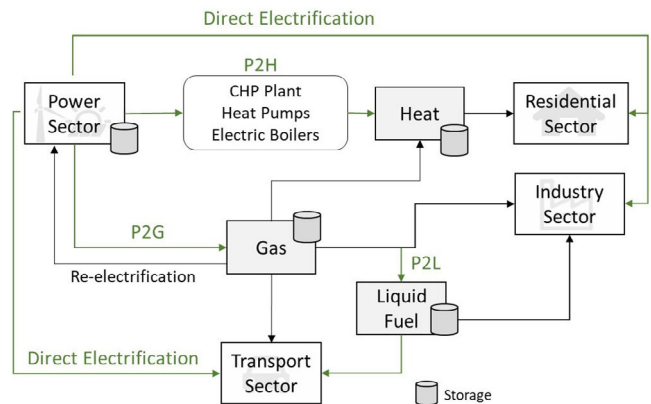 Direct Electrification
P2H
Power
Sector
CHP Plant
Heat Pumps
Electric Boilers
Heat
Residential
Sector
Industry
Sector
P2G
Gas
P2L
Re-electrification
Liquid
Fuel
Direct Electrification
Transport
Sector
Storage